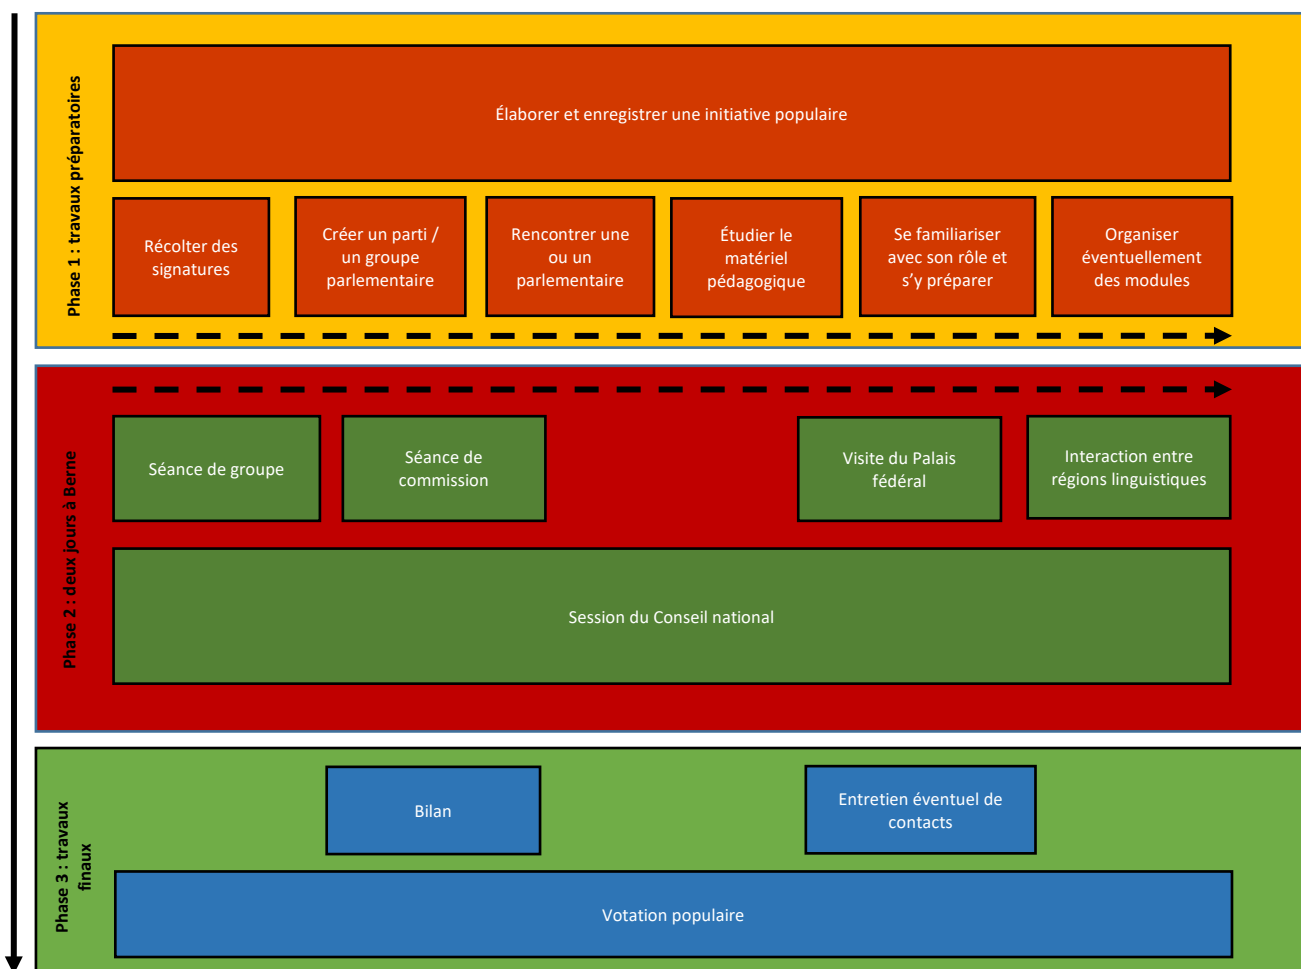 Phase 1 : travaux préparatoires
Élaborer et enregistrer une initiative populaire
Récolter des
signatures
Créer un parti /
un groupe
parlementaire
Rencontrer une
ou un
parlementaire
Étudier le
matériel
pédagogique
Se familiariser
avec son rôle et
s’y préparer
Organiser
éventuellement
des modules
Phase 2 : deux jours à Berne
Séance de groupe
Séance de
commission
Visite du Palais
fédéral
Interaction entre
régions linguistiques
Session du Conseil national
Phase 3 : travaux
finaux
Bilan
Entretien éventuel de
contacts
Votation populaire